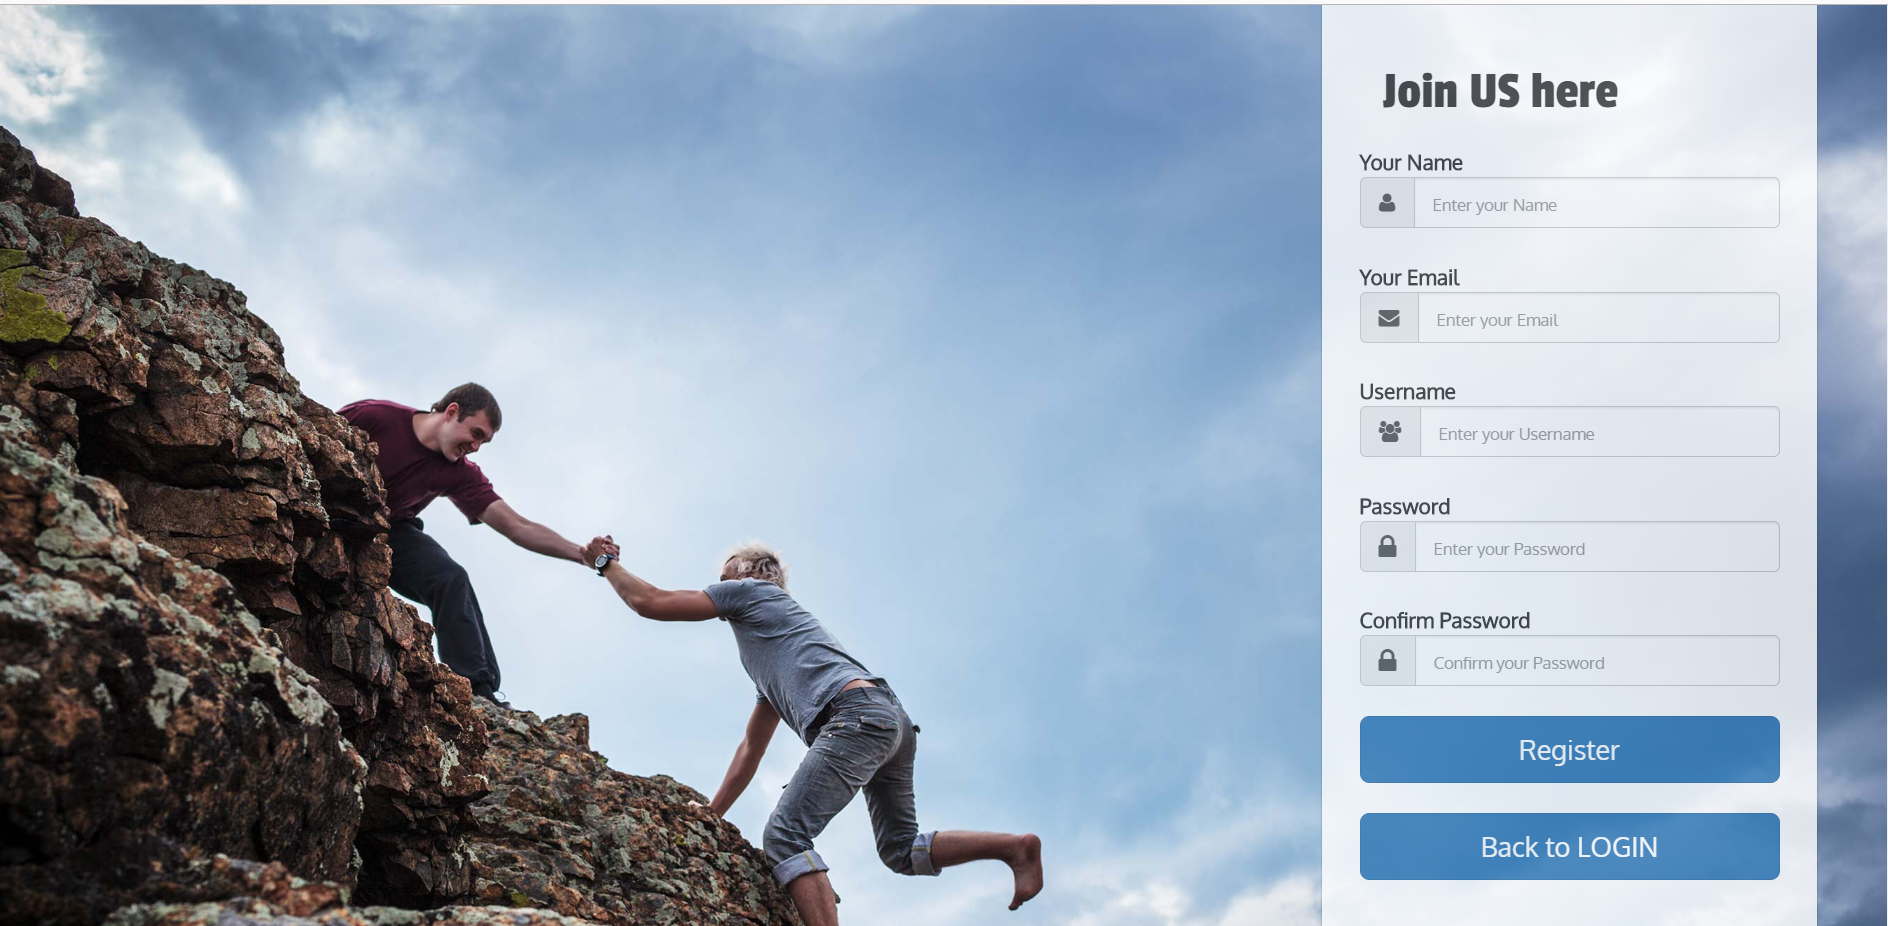 Join US here
Your Name
Enter your Name
Your Email
Enter your Email
Username
Enter your Username
Password
Enter your Password
Confirm Password
Confirm your Password
Register
Back to LOGIN